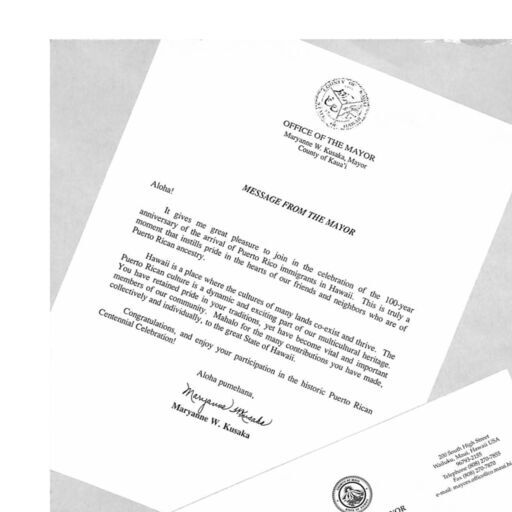 COUNTY OF KAUAI
STATE OF HAWAII
OFFICE OF THE MAYOR
Maryanne W. Kusaka, Mayor
County of Kaua'i
MESSAGE FROM THE MAYOR
Aloha!
It gives me great pleasure to join in the celebration of the 100-year
anniversary of the arrival of Puerto Rico immigrants in Hawaii. This is truly a
moment that instills pride in the hearts of our friends and neighbors who are of
Puerto Rican ancestry.
Hawaii is a place where the cultures of many lands co-exist and thrive. The
Puerto Rican culture is a dynamic and exciting part of our multicultural heritage.
You have retained pride in your traditions, yet have become vital and important
members of our community. Mahalo for the many contributions you have made,
collectively and individually, to the great State of Hawaii.
Congratulations, and enjoy your participation in the historic Puerto Rican
Centennial Celebration!
Aloha pumehana,
Maryanne W. Kusaka
Maryanne W. Kusaka
200 South High Street
Wailuku, Maui, Hawaii USA
96793-2155
Telephone (808) 270-7855
Fax (808) 270-7870
e-mail: mayors.office@co.maui.hi
YOR